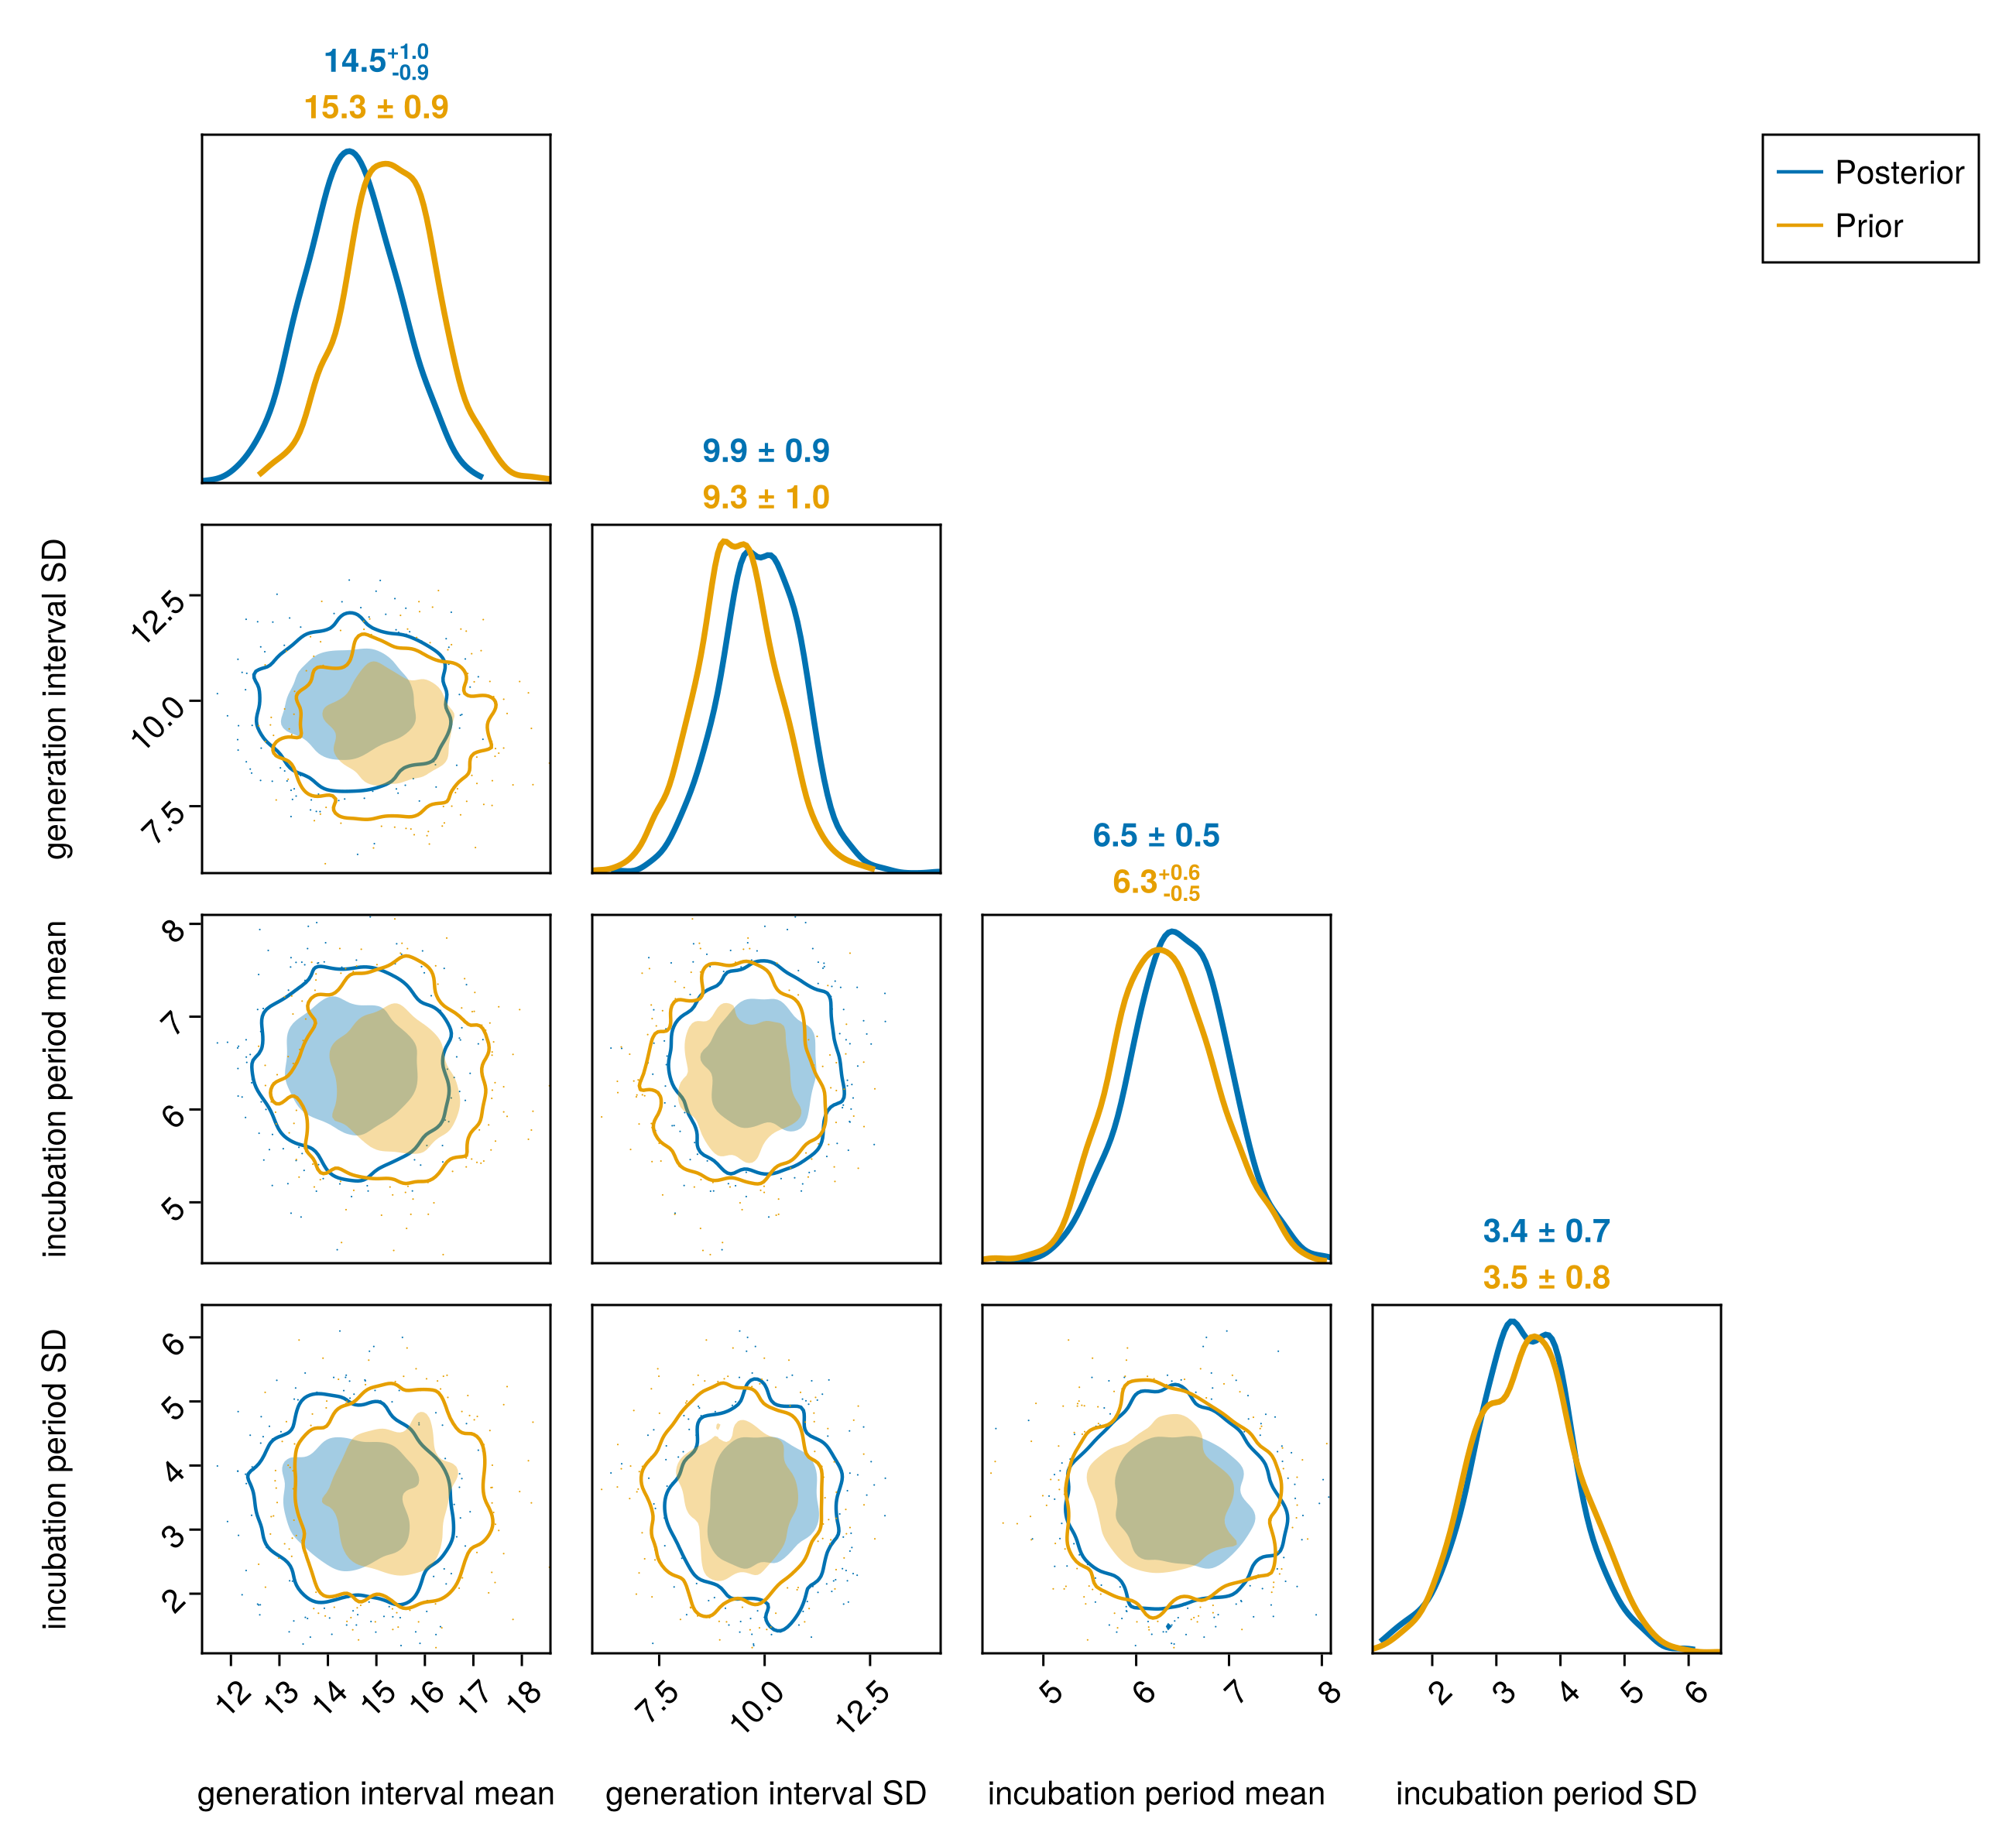 14.5+1.0-0.9
15.3 ± 0.9
Posterior
Prior
9.9 ± 0.9
9.3 ± 1.0
generation interval SD
12.5
10.0
7.5
6.5 ± 0.5
6.3+0.6-0.5
incubation period mean
8
7
6
5
3.4 ± 0.7
3.5 ± 0.8
incubation period SD
6
5
4
3
2
12 13 14 15 16 17 18
7.5 10.0 12.5
5 6 7 8
2 3 4 5 6
generation interval mean
generation interval SD
incubation period mean
incubation period SD